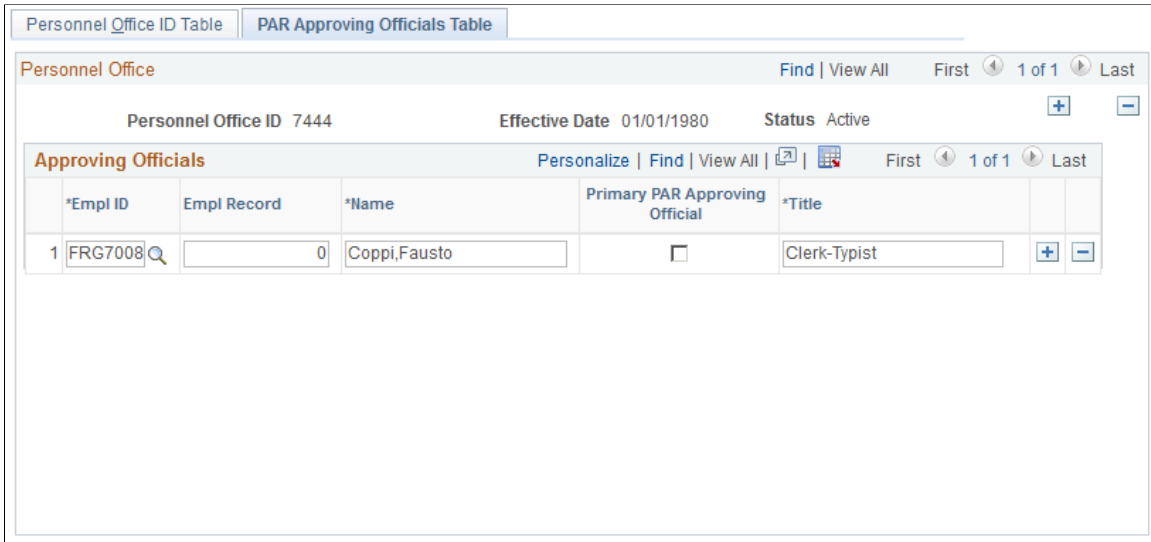 Personnel Office ID Table PAR Approving Officials Table
Personnel Office Find | View All First 1 of 1 Last
Personnel Office ID 7444 Effective Date 01/01/1980 Status Active
Approving Officials Personalize | Find | View All | | First 1 of 1 Last
*Empl ID Empl Record *Name Primary PAR Approving Official *Title
1 FRG7008 0 Coppi,Fausto Clerk-Typist